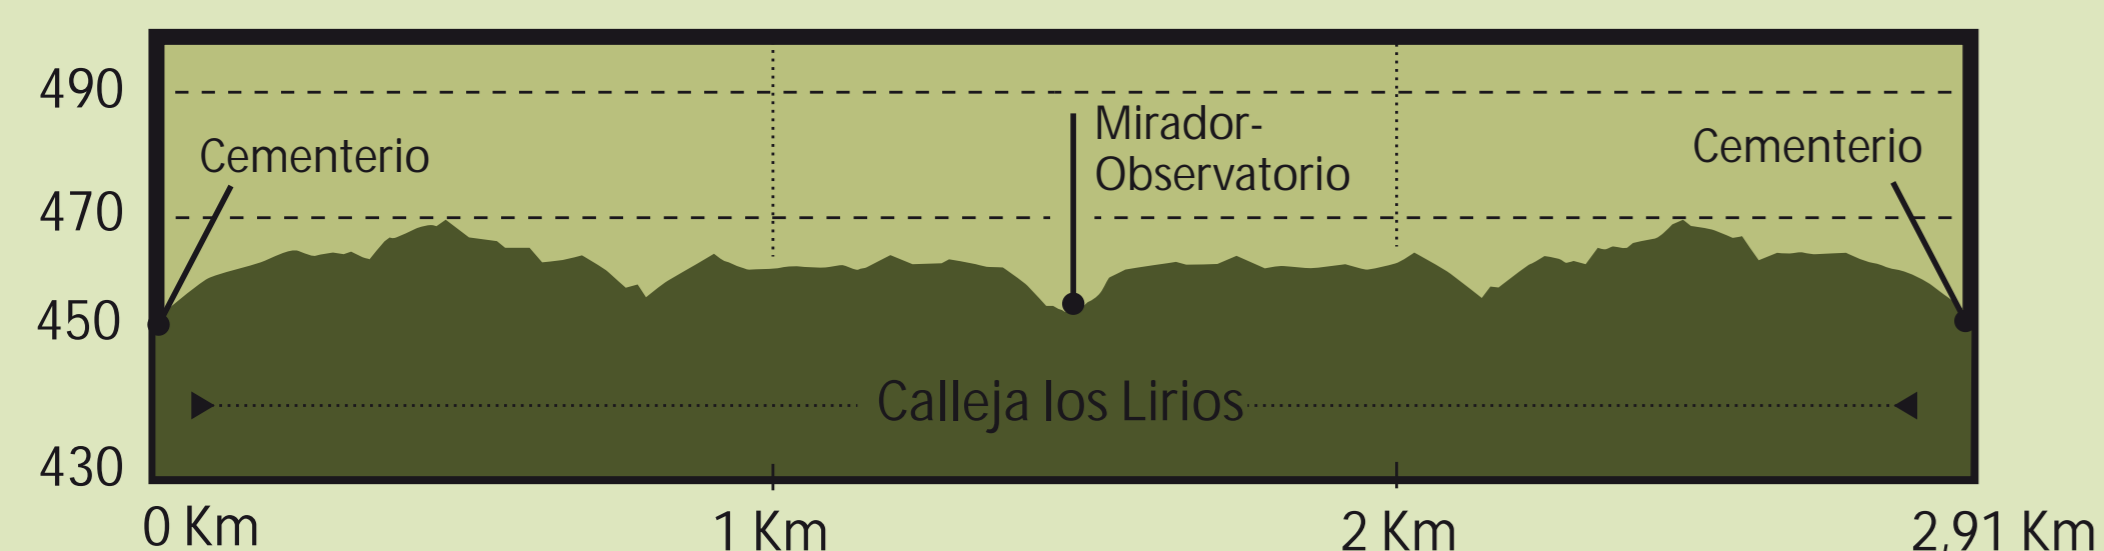 490
Mirador-
Cementerio
Observatorio
Cementerio
470
450
Calleja los Lirios
430
0 Km
1 Km
2 Km
2,91 Km